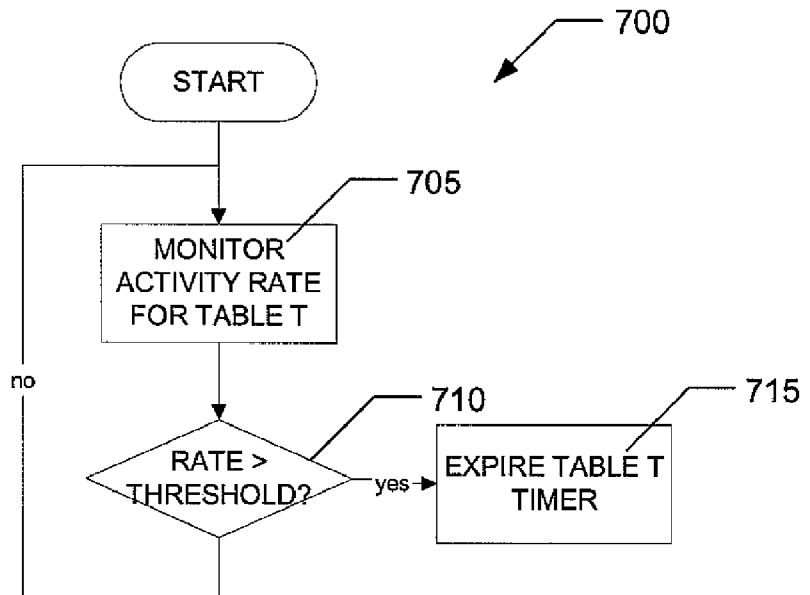 700
START
705
MONITOR
ACTIVITY RATE
FOR TABLE T
no
710
RATE >
THRESHOLD?
yes
715
EXPIRE TABLE T
TIMER